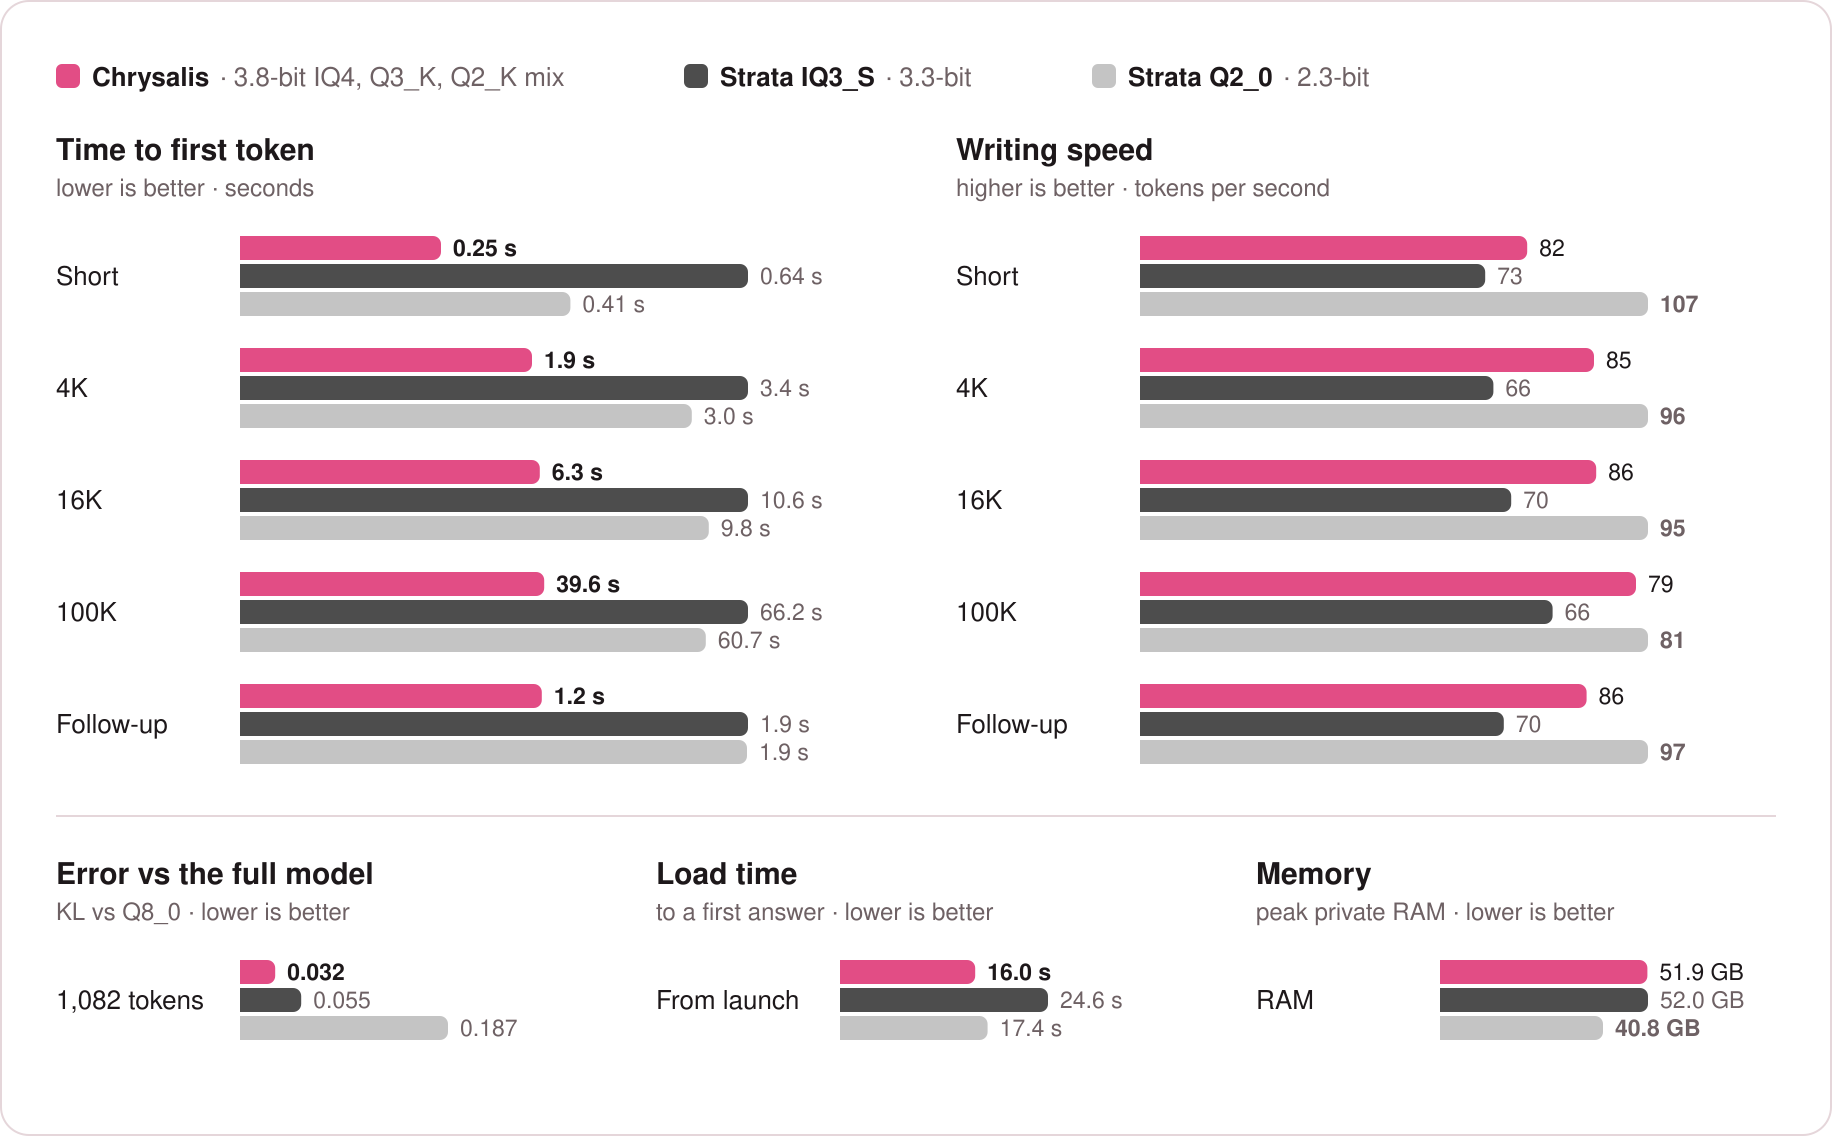 Chrysalis · 3.8-bit IQ4, Q3_K, Q2_K mix
Strata IQ3_S · 3.3-bit
Strata Q2_0 · 2.3-bit
Time to first token
lower is better · seconds
Short
0.25 s
0.64 s
0.41 s
4K
1.9 s
3.4 s
3.0 s
16K
6.3 s
10.6 s
9.8 s
100K
39.6 s
66.2 s
60.7 s
Follow-up
1.2 s
1.9 s
1.9 s
Writing speed
higher is better · tokens per second
Short
82
73
107
4K
85
66
96
16K
86
70
95
100K
79
66
81
Follow-up
86
70
97
Error vs the full model
KL vs Q8_0 · lower is better
1,082 tokens
0.032
0.055
0.187
Load time
to a first answer · lower is better
From launch
16.0 s
24.6 s
17.4 s
Memory
peak private RAM · lower is better
RAM
51.9 GB
52.0 GB
40.8 GB